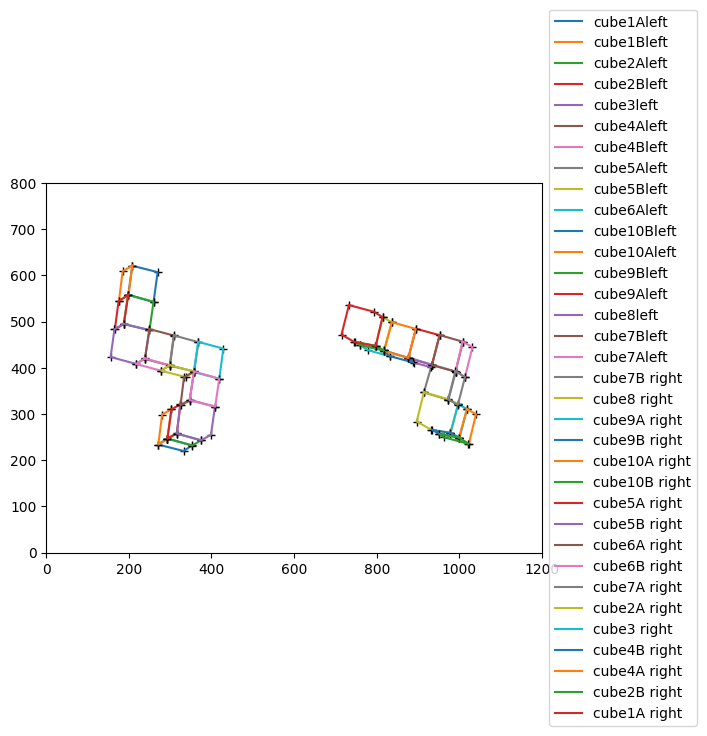 800
700
600
500
400
300
200
100
0
0
200
400
600
800
1000
1200
cube1Aleft
cube1Bleft
cube2Aleft
cube2Bleft
cube3left
cube4Aleft
cube4Bleft
cube5Aleft
cube5Bleft
cube6Aleft
cube10Bleft
cube10Aleft
cube9Bleft
cube9Aleft
cube8left
cube7Bleft
cube7Aleft
cube7B right
cube8 right
cube9A right
cube9B right
cube10A right
cube10B right
cube5A right
cube5B right
cube6A right
cube6B right
cube7A right
cube2A right
cube3 right
cube4B right
cube4A right
cube2B right
cube1A right